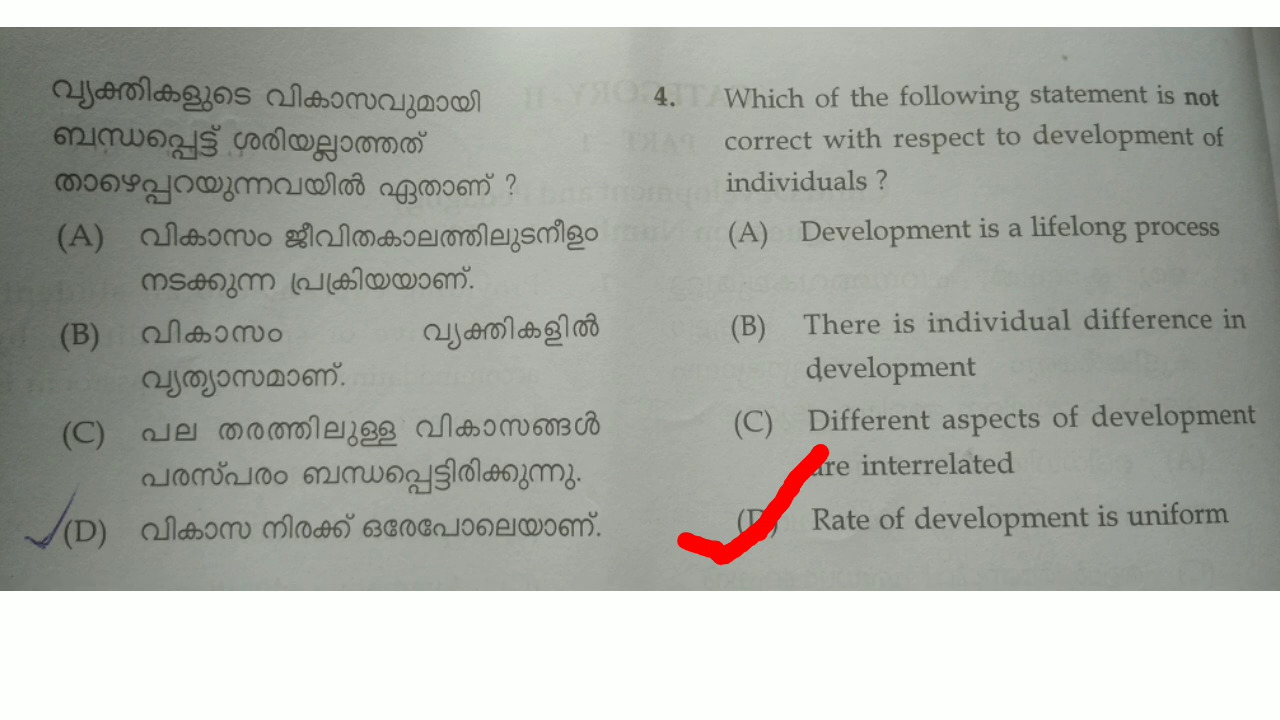 വ്യക്തികളുടെ വികാസവുമായി
ബന്ധപ്പെട്ട് ശരിയല്ലാത്തത്
താഴെപ്പറയുന്നവയിൽ ഏതാണ് ?
(A) വികാസം ജീവിതകാലത്തിലുടനീളം
നടക്കുന്ന പ്രക്രിയയാണ്.
(B) വികാസം വ്യക്തികളിൽ
വ്യത്യാസമാണ്.
(C) പല തരത്തിലുള്ള വികാസങ്ങൾ
പരസ്പരം ബന്ധപ്പെട്ടിരിക്കുന്നു.
(D) വികാസ നിരക്ക് ഒരേപോലെയാണ്.
4. Which of the following statement is not
correct with respect to development of
individuals ?
(A) Development is a lifelong process
(B) There is individual difference in
development
(C) Different aspects of development
are interrelated
(D) Rate of development is uniform